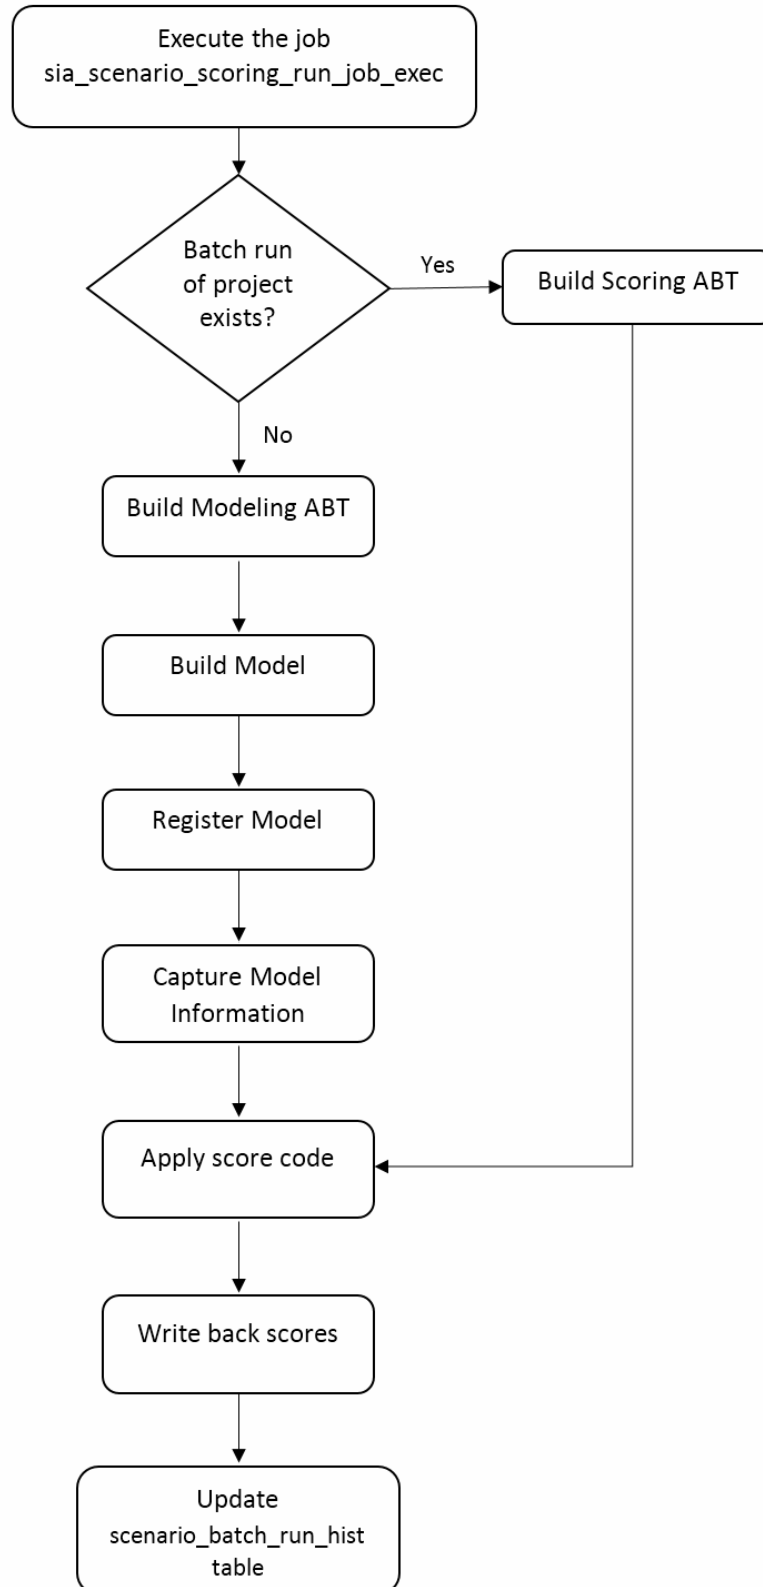 Execute the job
sia_scenario_scoring_run_job_exec
Batch run
of project
exists?
Yes
Build Scoring ABT
No
Build Modeling ABT
Build Model
Register Model
Capture Model
Information
Apply score code
Write back scores
Update
scenario_batch_run_hist
table